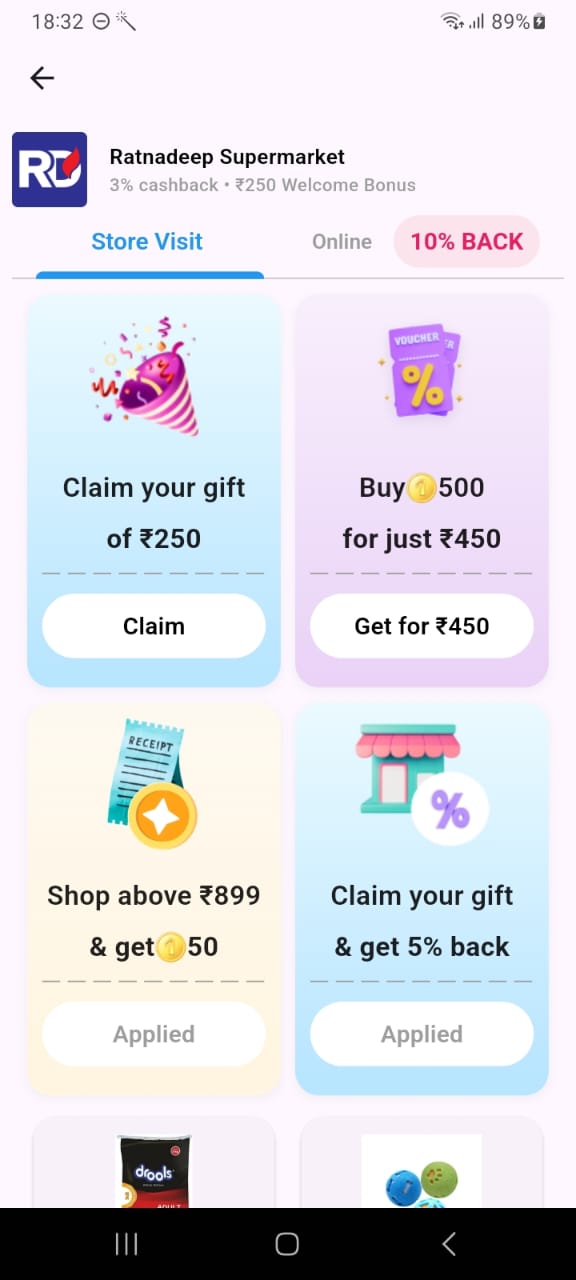 18:32
89%
RD
Ratnadeep Supermarket
3% cashback • ₹250 Welcome Bonus
Store Visit
Online
10% BACK
Claim your gift
of ₹250
Claim
VOUCHER
Buy 1 500
for just ₹450
Get for ₹450
RECEIPT
Shop above ₹899
& get 1 50
Applied
%
Claim your gift
& get 5% back
Applied
drools
ADULT